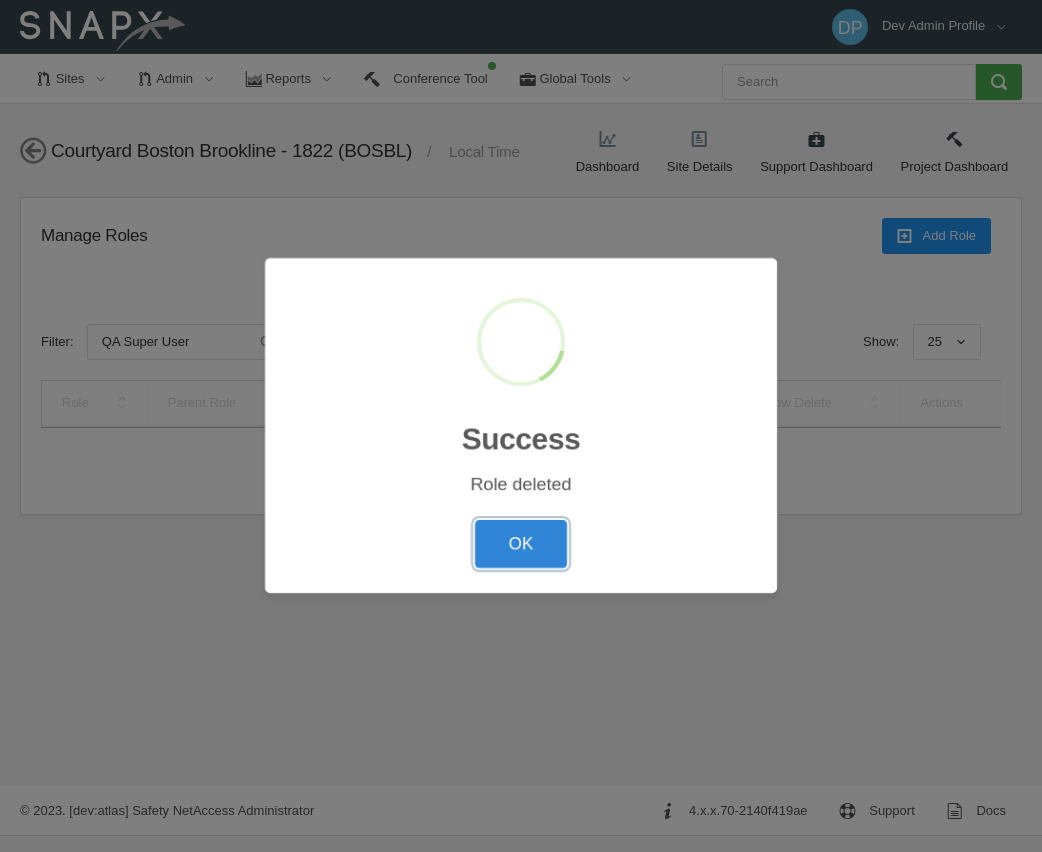 SNAPX
DP Dev Admin Profile
Sites Admin Reports Conference Tool Global Tools Search
Courtyard Boston Brookline - 1822 (BOSBL) / Local Time
Dashboard Site Details Support Dashboard Project Dashboard
Manage Roles
Add Role
Filter: QA Super User
Show: 25
Role Parent Role Delete Actions
Success
Role deleted
OK
© 2023. [dev:atlas] Safety NetAccess Administrator
4.x.x.70-2140f419ae Support Docs